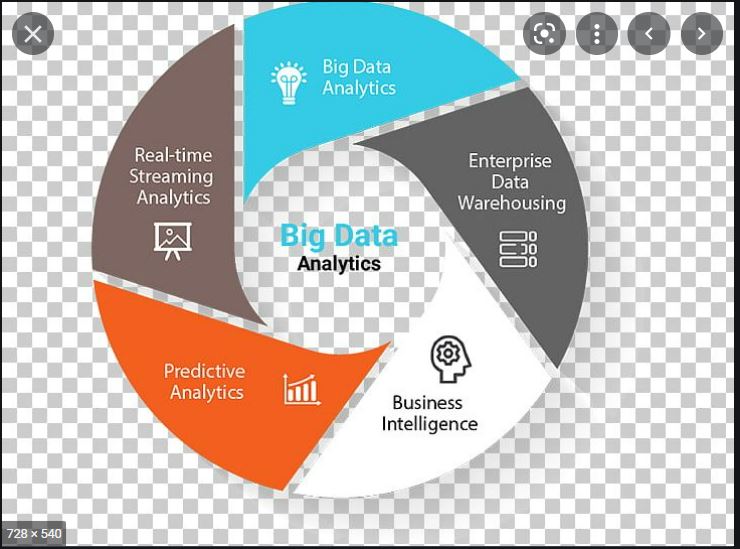 Big Data
Analytics
Enterprise
Data
Warehousing
Real-time
Streaming
Analytics
Big Data
Analytics
Predictive
Analytics
Business
Intelligence
728 × 540